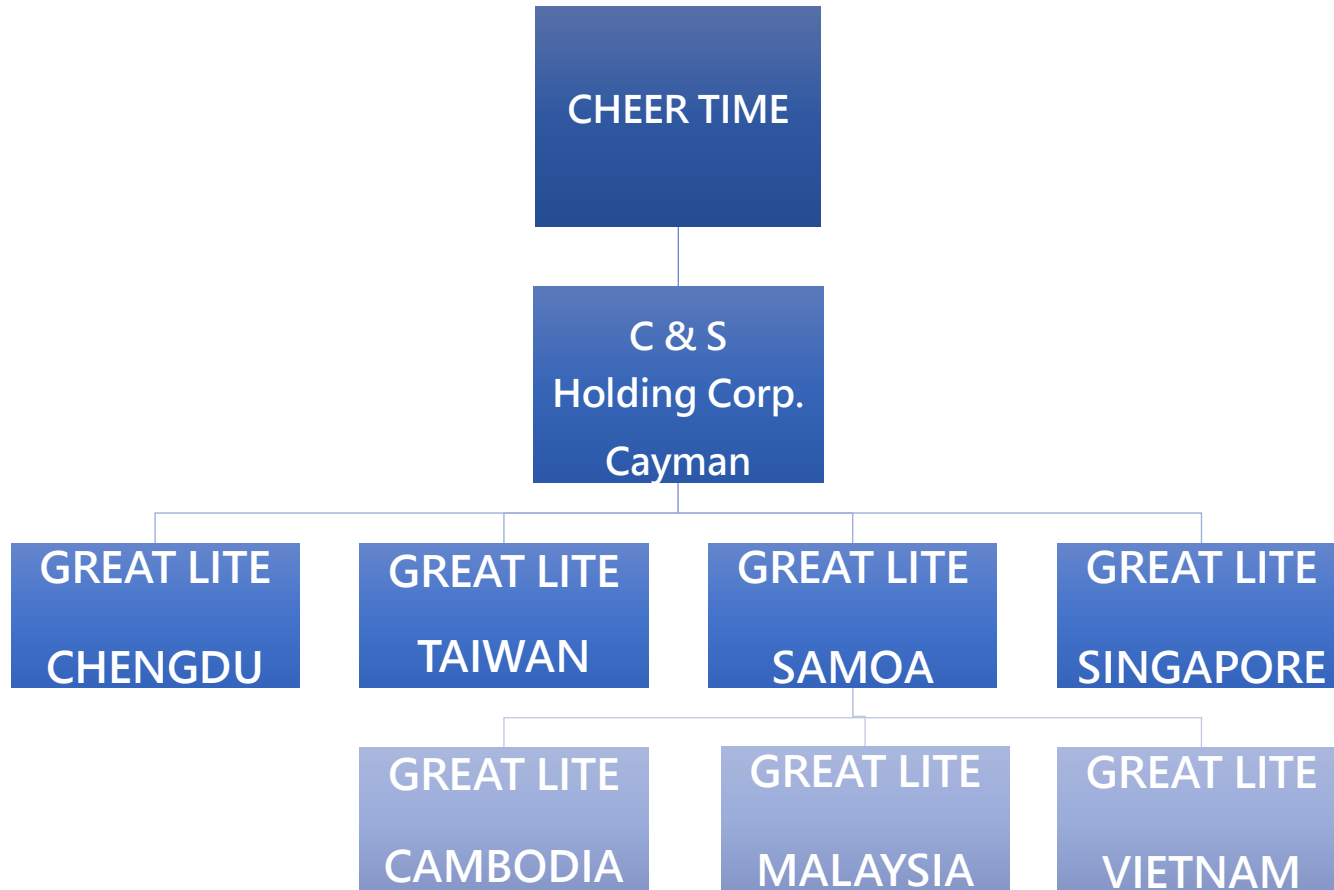 CHEER TIME
C & S
Holding Corp.
Cayman
GREAT LITE
CHENGDU
GREAT LITE
TAIWAN
GREAT LITE
SAMOA
GREAT LITE
SINGAPORE
GREAT LITE
CAMBODIA
GREAT LITE
MALAYSIA
GREAT LITE
VIETNAM